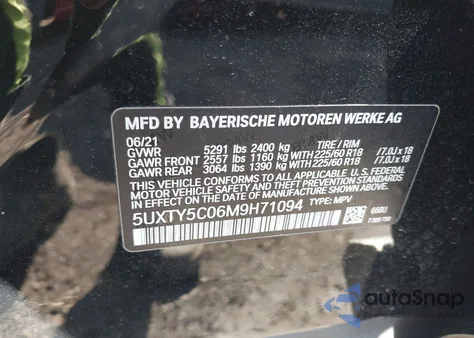 MFD BY BAYERISCHE MOTOREN WERKE AG
06/21
GVWR 5291 lbs 2400 kg TIRE / RIM
GAWR FRONT 2557 lbs 1160 kg WITH 225/60 R18 /7.0J x 18
GAWR REAR 3064 lbs 1390 kg WITH 225/60 R18 /7.0J x 18
THIS VEHICLE CONFORMS TO ALL APPLICABLE
U.S. FEDERAL MOTOR VEHICLE SAFETY STANDARDS
IN EFFECT ON THE DATE OF MANUFACTURE SHOWN ABOVE.
5UXTY5C06M9H71094 TYPE: MPV
autoSnap